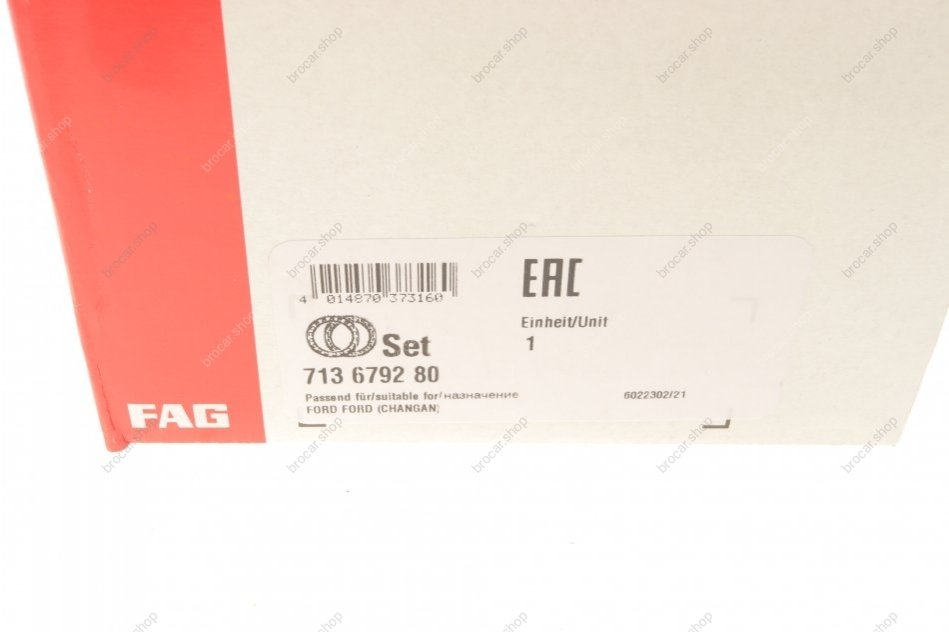 4 014870 373160
EAC
Set
Einheit/Unit
1
713 6792 80
Passend für/suitable for/назначение
FORD FORD (CHANGAN)
6022302/21
FAG
brocar.shop